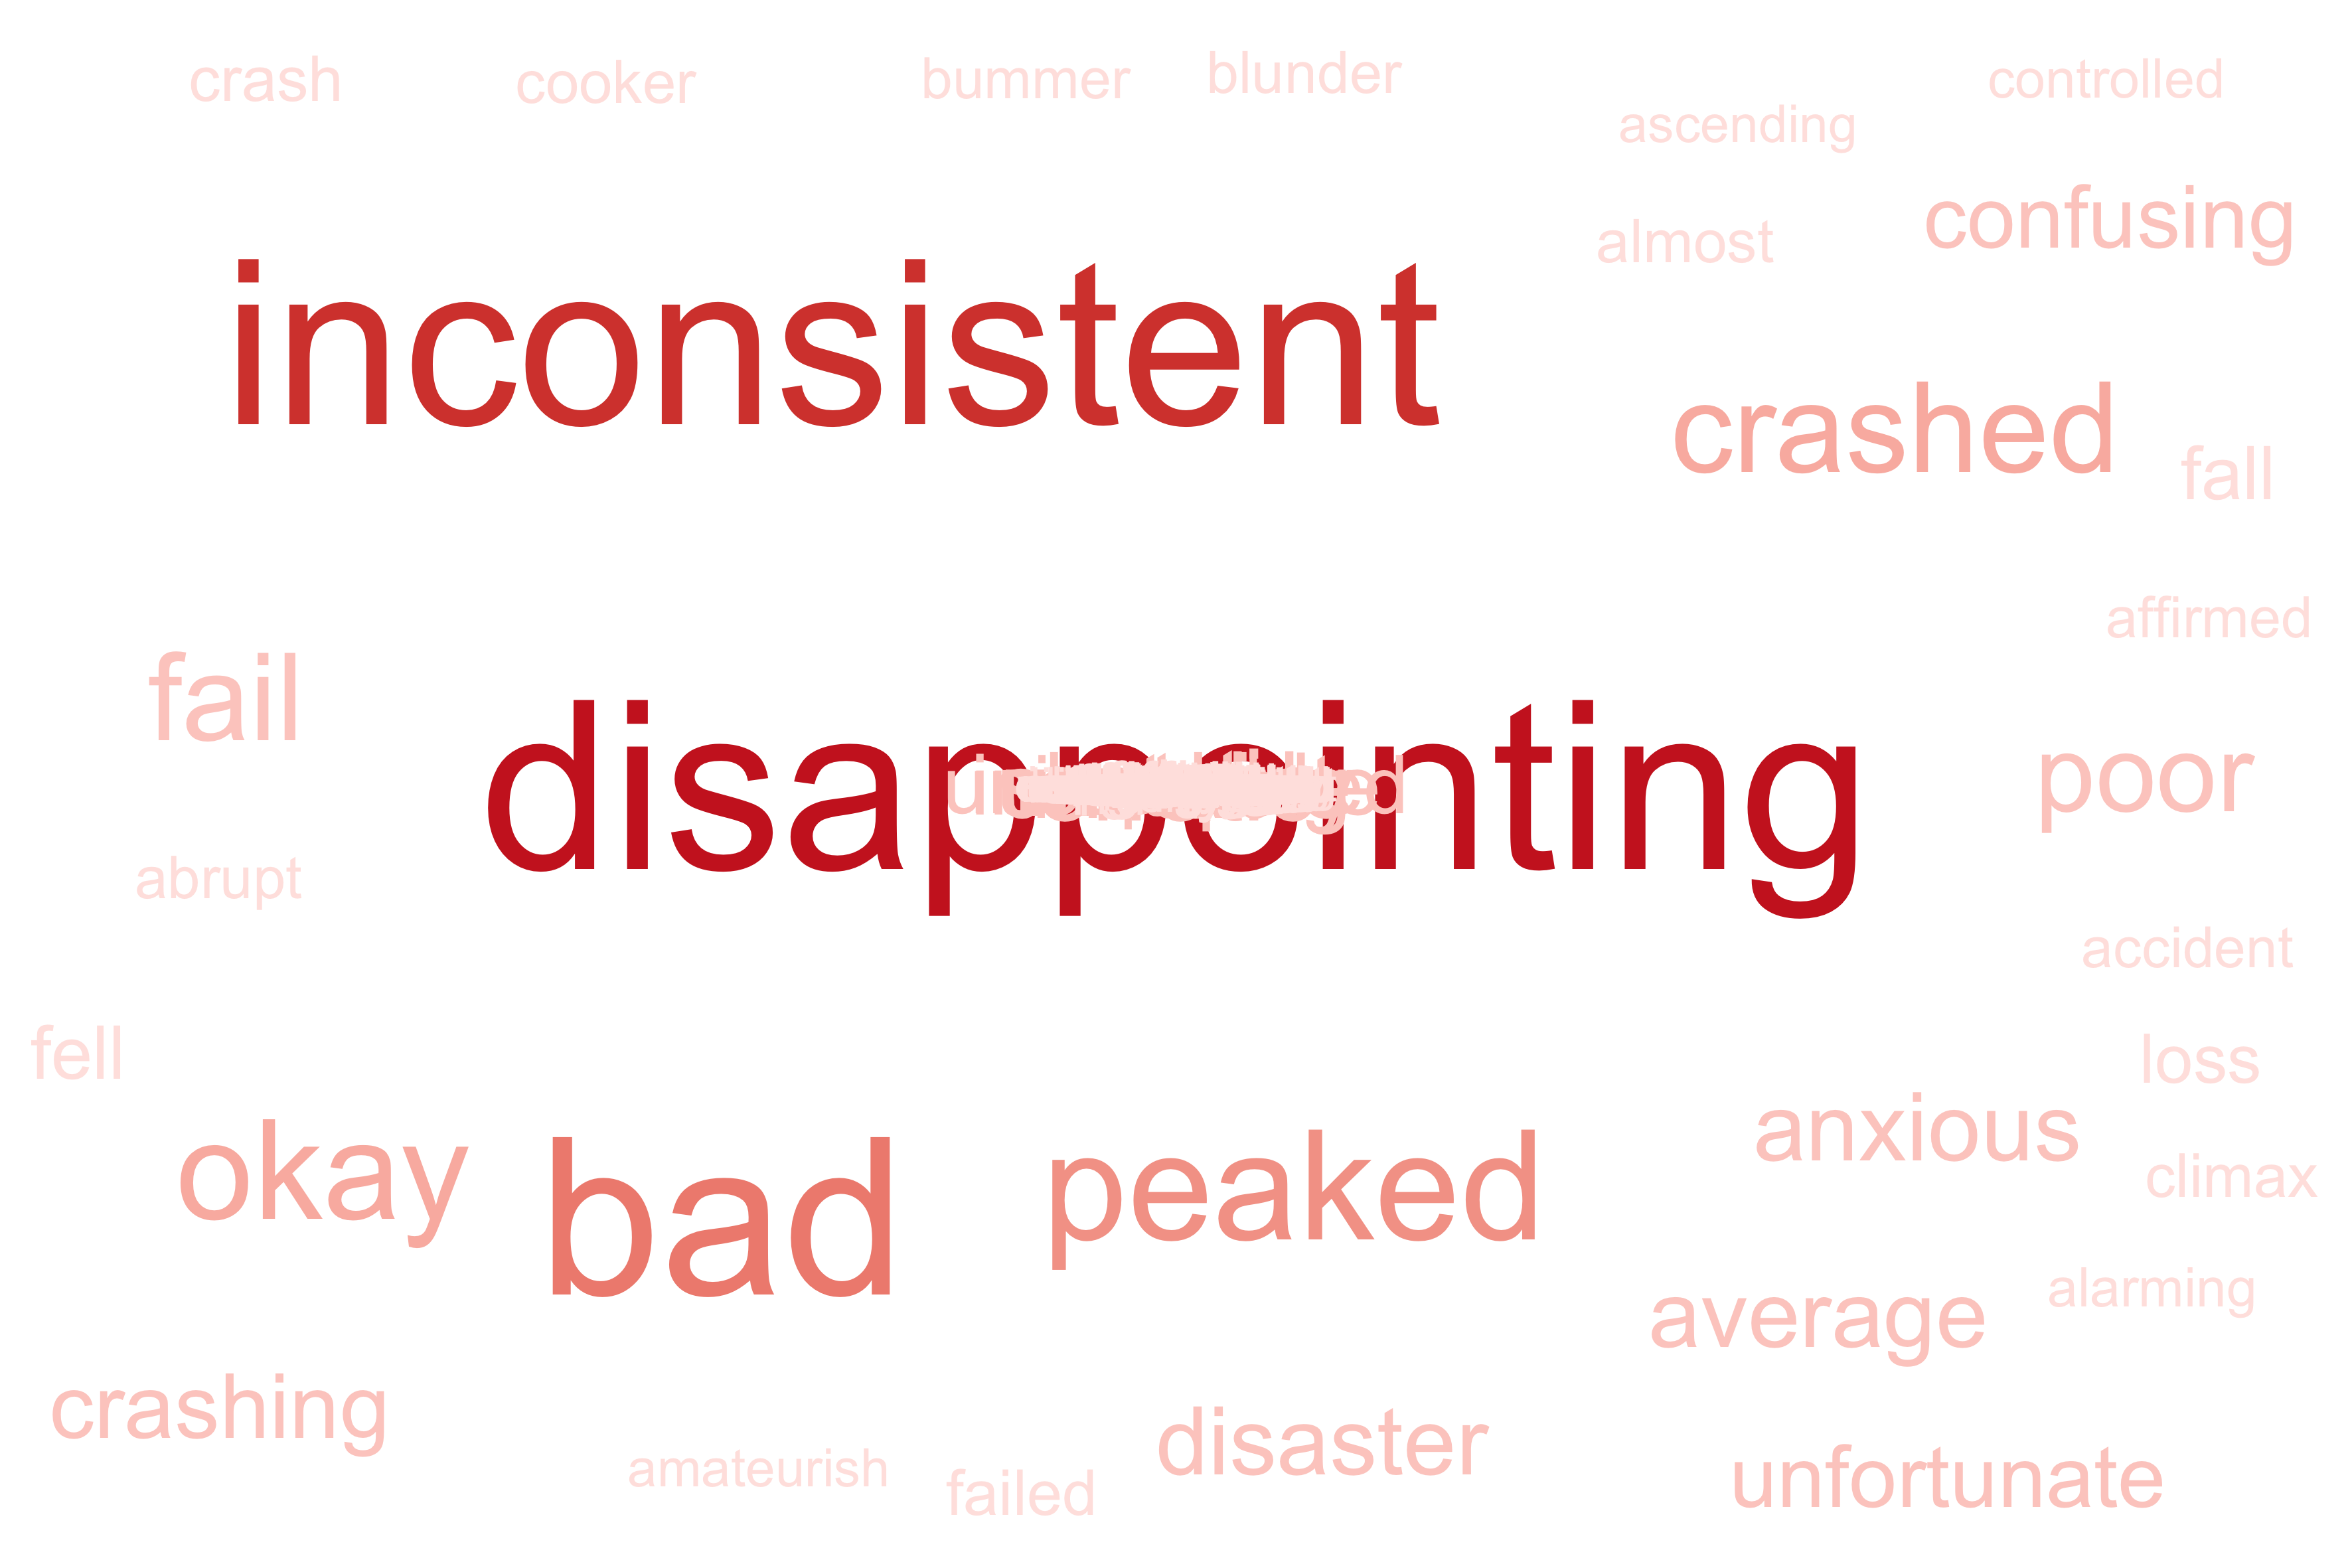 crash
cooker
bummer
blunder
controlled
ascending
confusing
almost
inconsistent
crashed
fall
affirmed
fail
disappointing
poor
abrupt
accident
fell
loss
anxious
okay
bad
peaked
climax
alarming
average
crashing
disaster
amateurish
failed
unfortunate